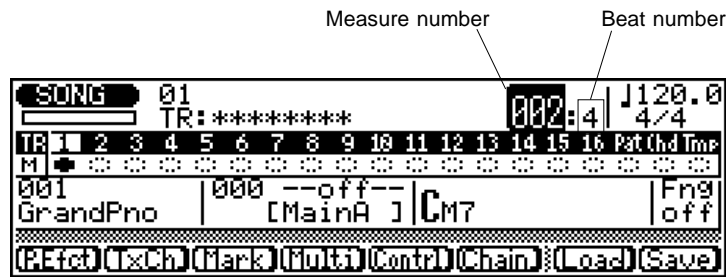 Measure number Beat number
SONG 01 002:4 ♩120.0
TR:******** 4/4
TR 1 2 3 4 5 6 7 8 9 10 11 12 13 14 15 16 Pat Chd Tmp
M
001 000 --off-- CM7 Fng
GrandPno [MainA ] off
(P.Efct) (TxCh) (Mark) (Multi) (Contrl) (Chain) (Load) (Save)